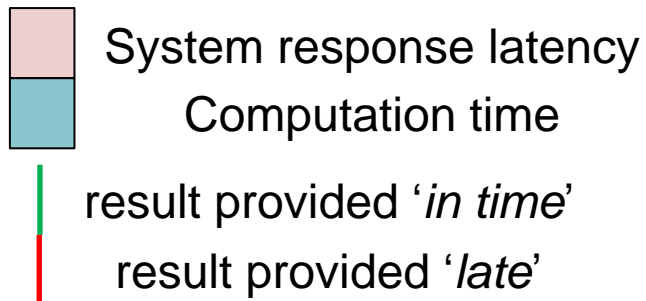 System response latency
Computation time
result provided ‘in time’
result provided ‘late’